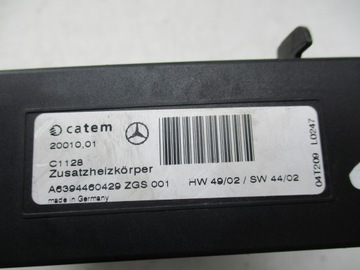 catem
20010,01
C1128
Zusatzheizkörper
A6394460429 ZGS 001 HW 49/02 / SW 44/02
made in Germany
04T209 L0247